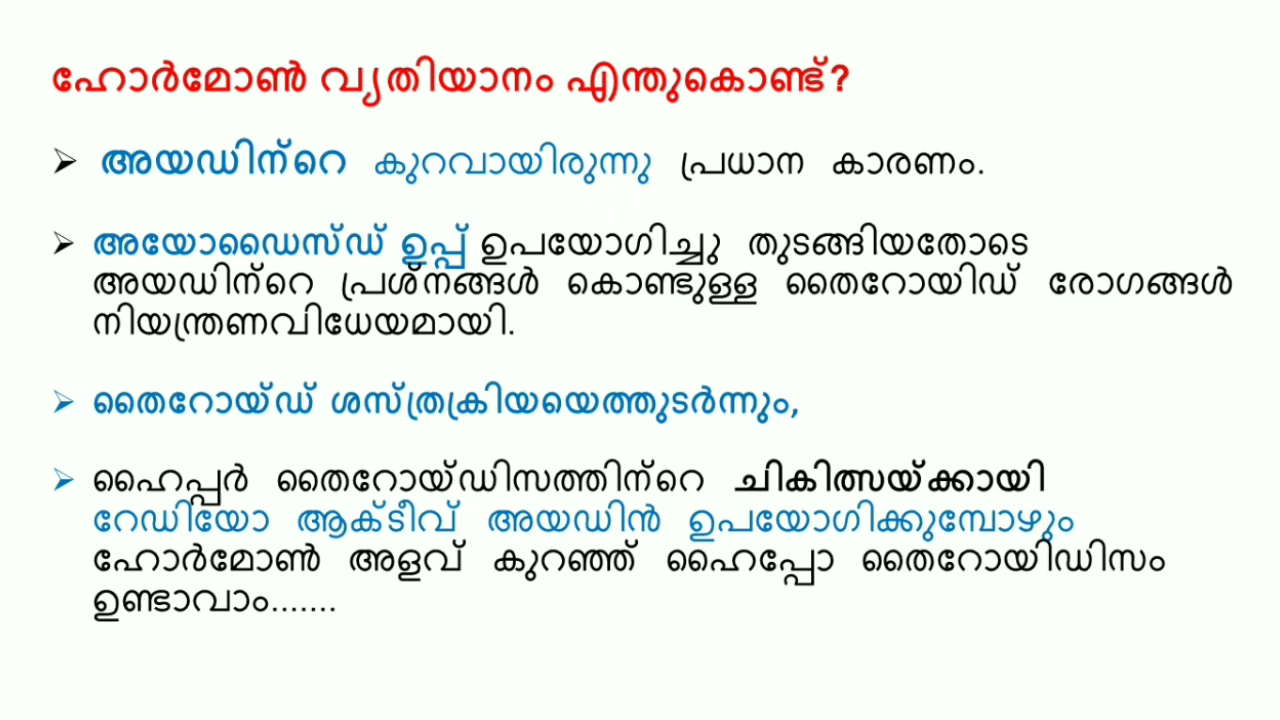 ഹോർമോൺ വ്യതിയാനം എന്തുകൊണ്ട്?
➢ അയഡിന്റെ കുറവായിരുന്നു പ്രധാന കാരണം.
➢ അയോഡൈസ്ഡ് ഉപ്പ് ഉപയോഗിച്ചു തുടങ്ങിയതോടെ
അയഡിന്റെ പ്രശ്നങ്ങൾ കൊണ്ടുള്ള തൈറോയിഡ് രോഗങ്ങൾ
നിയന്ത്രണവിധേയമായി.
➢ തൈറോയ്ഡ് ശസ്ത്രക്രിയയെത്തുടർന്നും,
➢ ഹൈപ്പർ തൈറോയ്ഡിസത്തിന്റെ ചികിത്സയ്ക്കായി
റേഡിയോ ആക്ടീവ് അയഡിൻ ഉപയോഗിക്കുമ്പോഴും
ഹോർമോൺ അളവ് കുറഞ്ഞ് ഹൈപ്പോ തൈറോയിഡിസം
ഉണ്ടാവാം.......